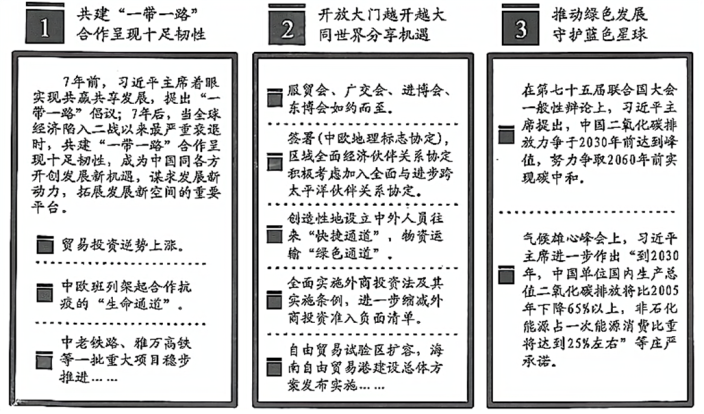 1
共建“一带一路”
合作呈现十足韧性
7年前，习近平主席着眼
实现共赢共享发展，提出“一
带一路”倡议；7年后，当全球
经济陷入二战以来最严重衰退
时，共建“一带一路”合作呈
现十足韧性，成为中国同各方
开创发展新机遇，谋求发展新
动力，拓展发展新空间的重要
平台。
贸易投资逆势上涨。
中欧班列架起合作抗
疫的“生命通道”。
中老铁路、雅万高铁
等一批重大项目稳步
推进……
2
开放大门越开越大
同世界分享机遇
服贸会、广交会、进博会、
东博会如约而至。
签署(中欧地理标志协定)，
区域全面经济伙伴关系协定
积极考虑加入全面与进步跨
太平洋伙伴关系协定。
创造性地设立中外人员往
来“快捷通道”，物资运
输“绿色通道”。
全面实施外商投资法及其
实施条例，进一步缩减外
商投资准入负面清单。
自由贸易试验区扩容，海
南自由贸易港建设总体方
案发布实施……
3
推动绿色发展
守护蓝色星球
在第七十五届联合国大会
一般性辩论上，习近平主
席提出，中国二氧化碳排
放力争于2030年前达到峰
值，努力争取2060年前实
现碳中和。
气候雄心峰会上，习近平
主席进一步作出“到2030
年，中国单位国内生产总
值二氧化碳排放将比2005
年下降65%以上，非石化
能源占一次能源消费比重
将达到25%左右”等庄严
承诺。